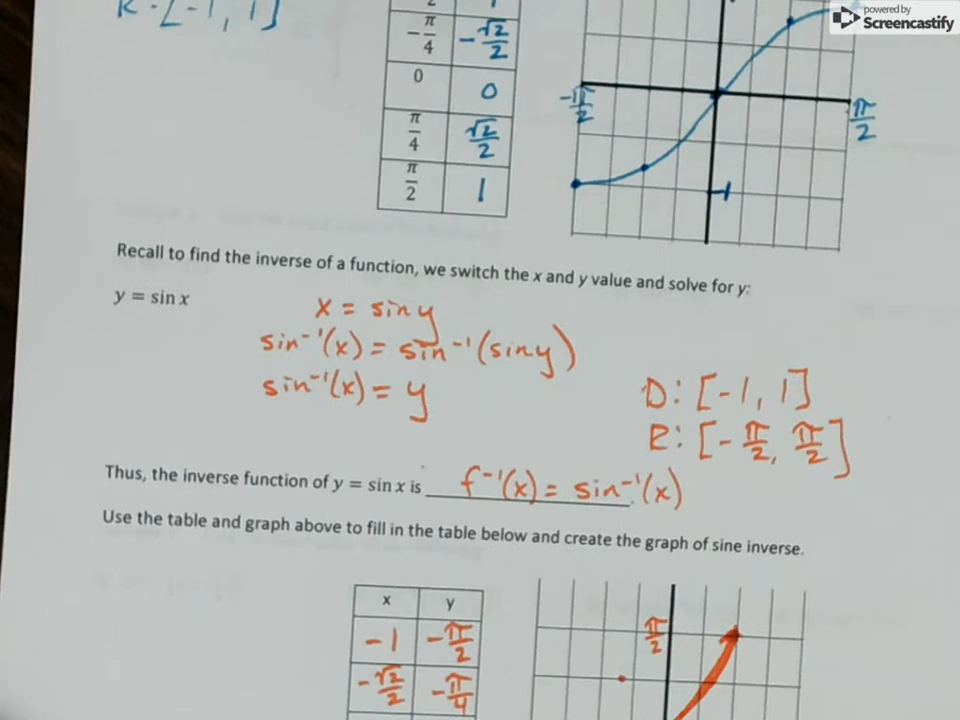 R: [-1, 1]
powered by
Screencastify
2 1
-π/4 -√2/2
0 0
π/4 √2/2
π/2 1
-π/2
π/2
-1
Recall to find the inverse of a function, we switch the x and y value and solve for y:
y = sin x
x = sin y
sin⁻¹(x) = sin⁻¹(sin y)
sin⁻¹(x) = y
D: [-1, 1]
R: [-π/2, π/2]
Thus, the inverse function of y = sin x is f⁻¹(x) = sin⁻¹(x).
Use the table and graph above to fill in the table below and create the graph of sine inverse.
x y
-1 -π/2
-√2/2 -π/4
π/2